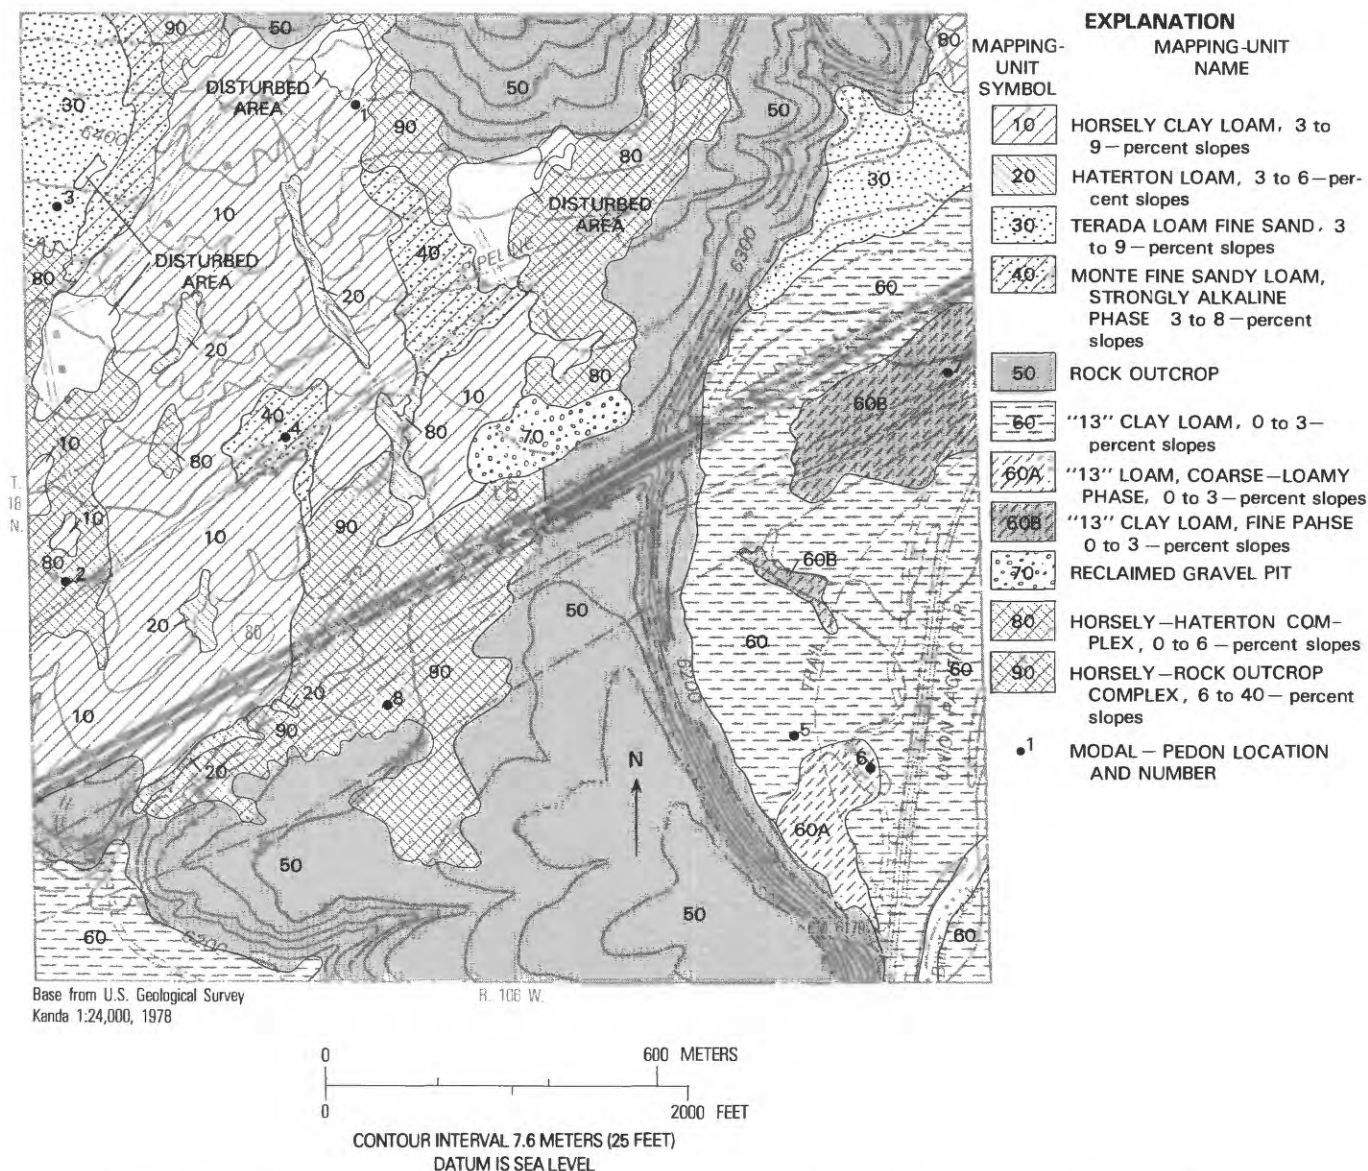 EXPLANATION
MAPPING-UNIT SYMBOL
MAPPING-UNIT NAME
10 HORSELY CLAY LOAM, 3 to
9—percent slopes
20 HATERTON LOAM, 3 to 6—per-
cent slopes
30 TERADA LOAM FINE SAND, 3
to 9—percent slopes
40 MONTE FINE SANDY LOAM,
STRONGLY ALKALINE
PHASE 3 to 8—percent
slopes
50 ROCK OUTCROP
60 "13" CLAY LOAM, 0 to 3—
percent slopes
60A "13" LOAM, COARSE—LOAMY
PHASE, 0 to 3—percent slopes
60B "13" CLAY LOAM, FINE PAHSE
0 to 3—percent slopes
70 RECLAIMED GRAVEL PIT
80 HORSELY—HATERTON COM-
PLEX, 0 to 6—percent slopes
90 HORSELY—ROCK OUTCROP
COMPLEX, 6 to 40—percent
slopes
•1 MODAL—PEDON LOCATION
AND NUMBER
90
50
80
DISTURBED
AREA
1
50
30
6400
90
80
30
3
10
DISTURBED
AREA
40
PIPELINE
6300
DISTURBED
AREA
80
20
60
20
10
80
7
60B
40
4
10
80
70
80
T.
18
N.
15
10
90
10
80
2
60B
50
20
80
60
TRAIL
UNION PACIFIC R.R.
60
6200
90
20
8
10
90
5
20
N
6
60A
50
50
60
6200
60
Base from U.S. Geological Survey
Kanda 1:24,000, 1978
R. 106 W.
0
600 METERS
0
2000 FEET
CONTOUR INTERVAL 7.6 METERS (25 FEET)
DATUM IS SEA LEVEL